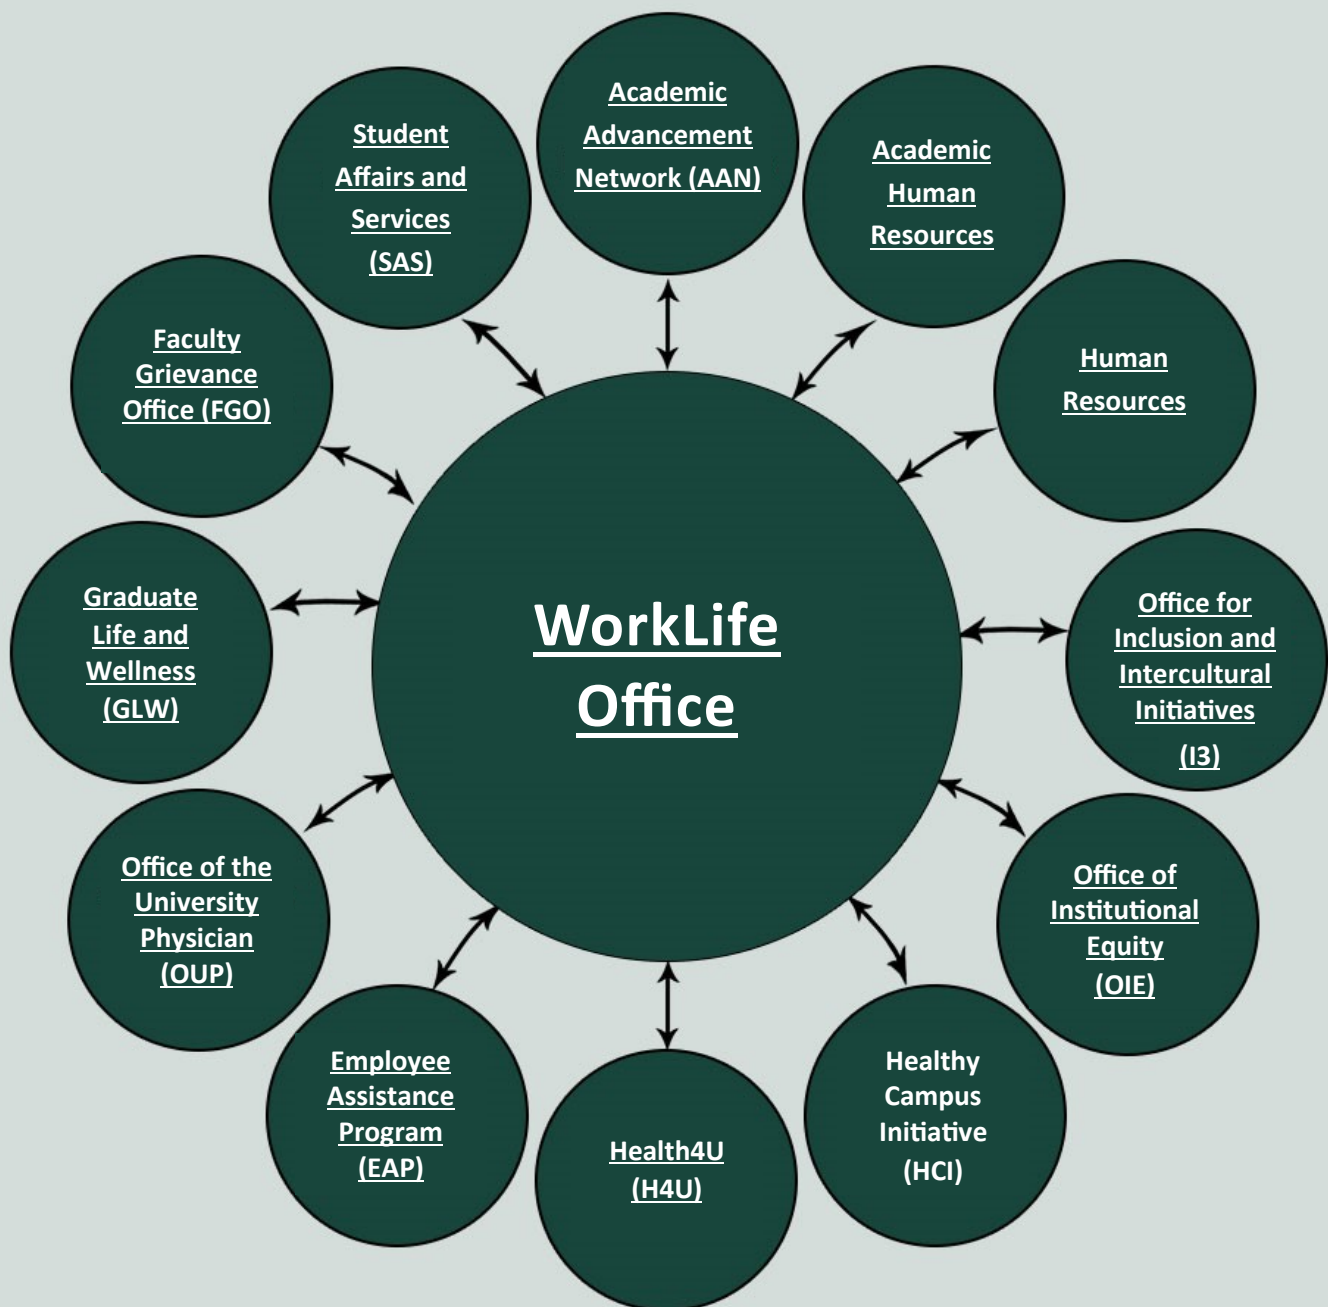 Academic
Advancement
Network (AAN)
Academic
Human
Resources
Human
Resources
Office for
Inclusion and
Intercultural
Initiatives
(I3)
Office of
Institutional
Equity
(OIE)
Healthy
Campus
Initiative
(HCI)
Health4U
(H4U)
Employee
Assistance
Program
(EAP)
Office of the
University
Physician
(OUP)
Graduate
Life and
Wellness
(GLW)
Faculty
Grievance
Office (FGO)
Student
Affairs and
Services
(SAS)
WorkLife
Office